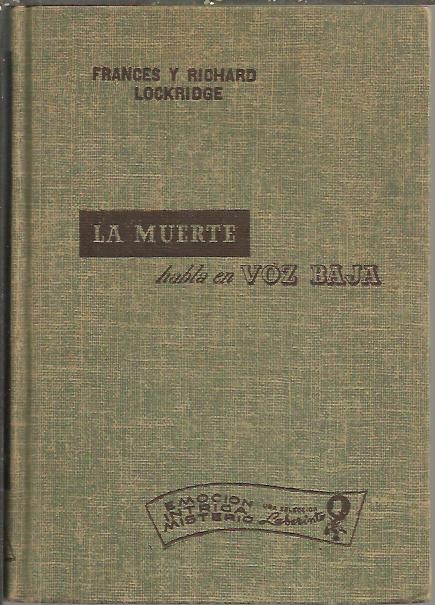 FRANCES Y RICHARD
LOCKRIDGE
LA MUERTE
habla en VOZ BAJA
EMOCION
INTRIGA
MISTERIO
UNA SELECCION
Laberinto